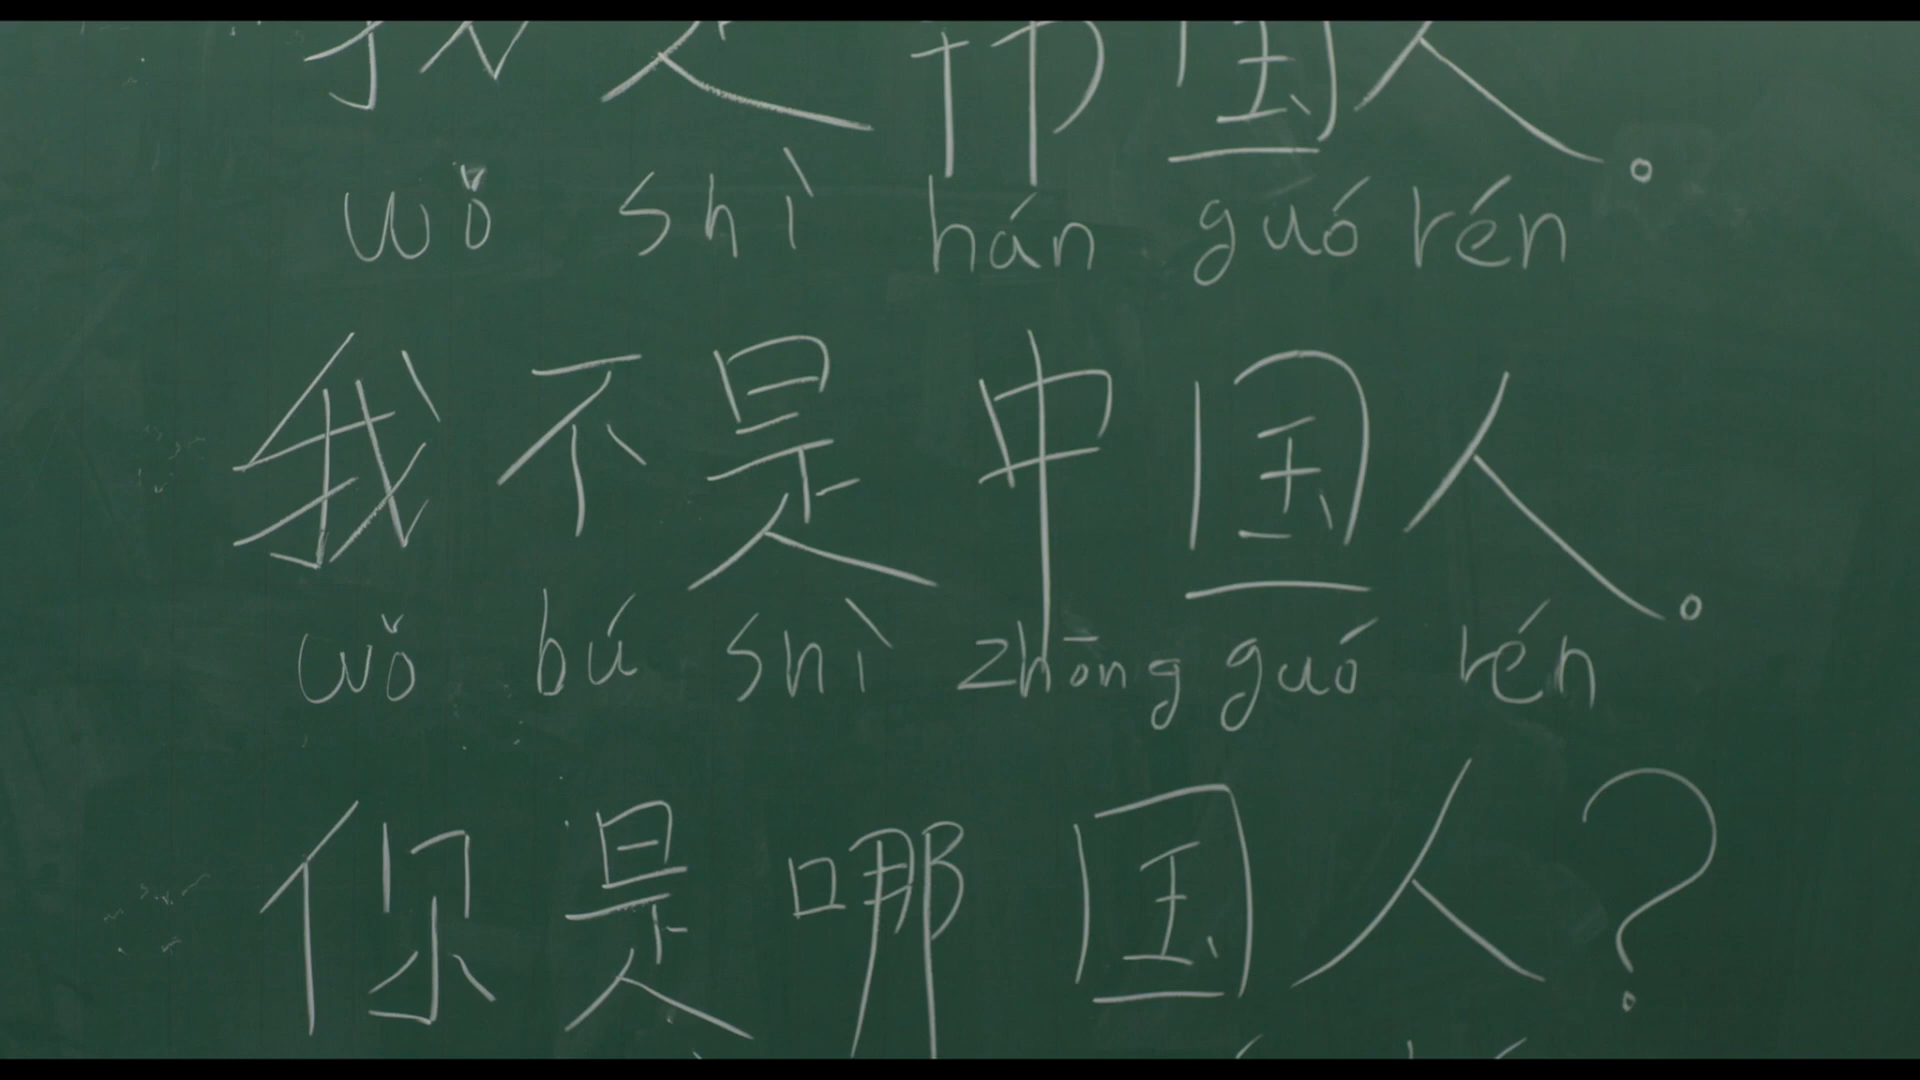 我是韩国人。
wǒ shì hán guó rén
我不是中国人。
wǒ bú shì zhōng guó rén
你是哪国人?